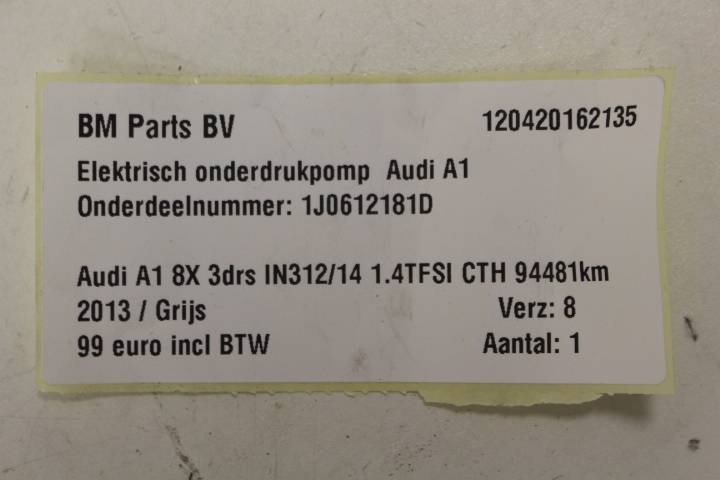 BM Parts BV 120420162135
Elektrisch onderdrukpomp Audi A1
Onderdeelnummer: 1J0612181D
Audi A1 8X 3drs IN312/14 1.4TFSI CTH 94481km
2013 / Grijs Verz: 8
99 euro incl BTW Aantal: 1